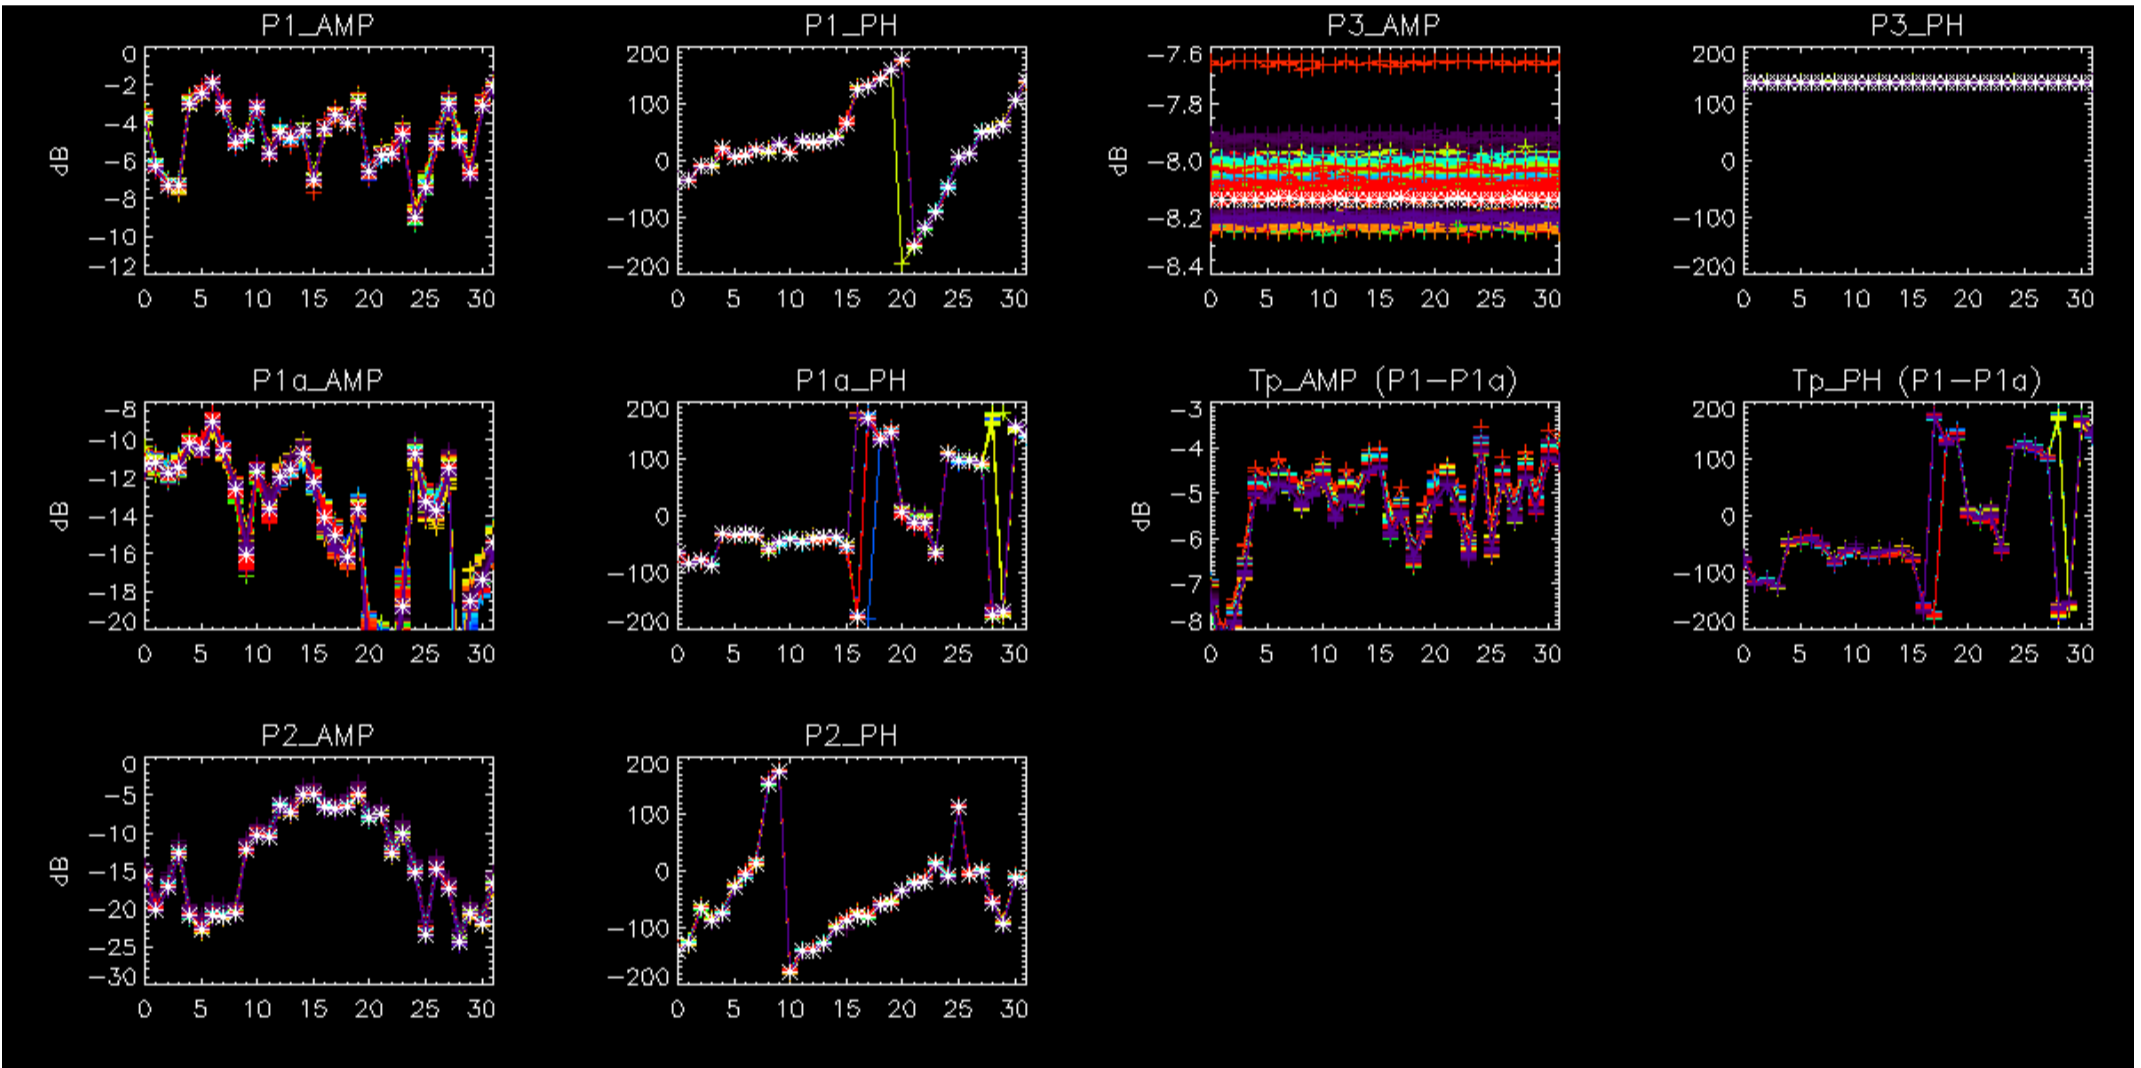 P1_AMP
P1_PH
P3_AMP
P3_PH
0
−2
−4
−6
−8
−10
−12
dB
0 5 10 15 20 25 30
200
100
0
−100
−200
0 5 10 15 20 25 30
−7.6
−7.8
−8.0
−8.2
−8.4
dB
0 5 10 15 20 25 30
200
100
0
−100
−200
0 5 10 15 20 25 30
P1a_AMP
P1a_PH
Tp_AMP (P1−P1a)
Tp_PH (P1−P1a)
−8
−10
−12
−14
−16
−18
−20
dB
0 5 10 15 20 25 30
200
100
0
−100
−200
0 5 10 15 20 25 30
−3
−4
−5
−6
−7
−8
dB
0 5 10 15 20 25 30
200
100
0
−100
−200
0 5 10 15 20 25 30
P2_AMP
P2_PH
0
−5
−10
−15
−20
−25
−30
dB
0 5 10 15 20 25 30
200
100
0
−100
−200
0 5 10 15 20 25 30